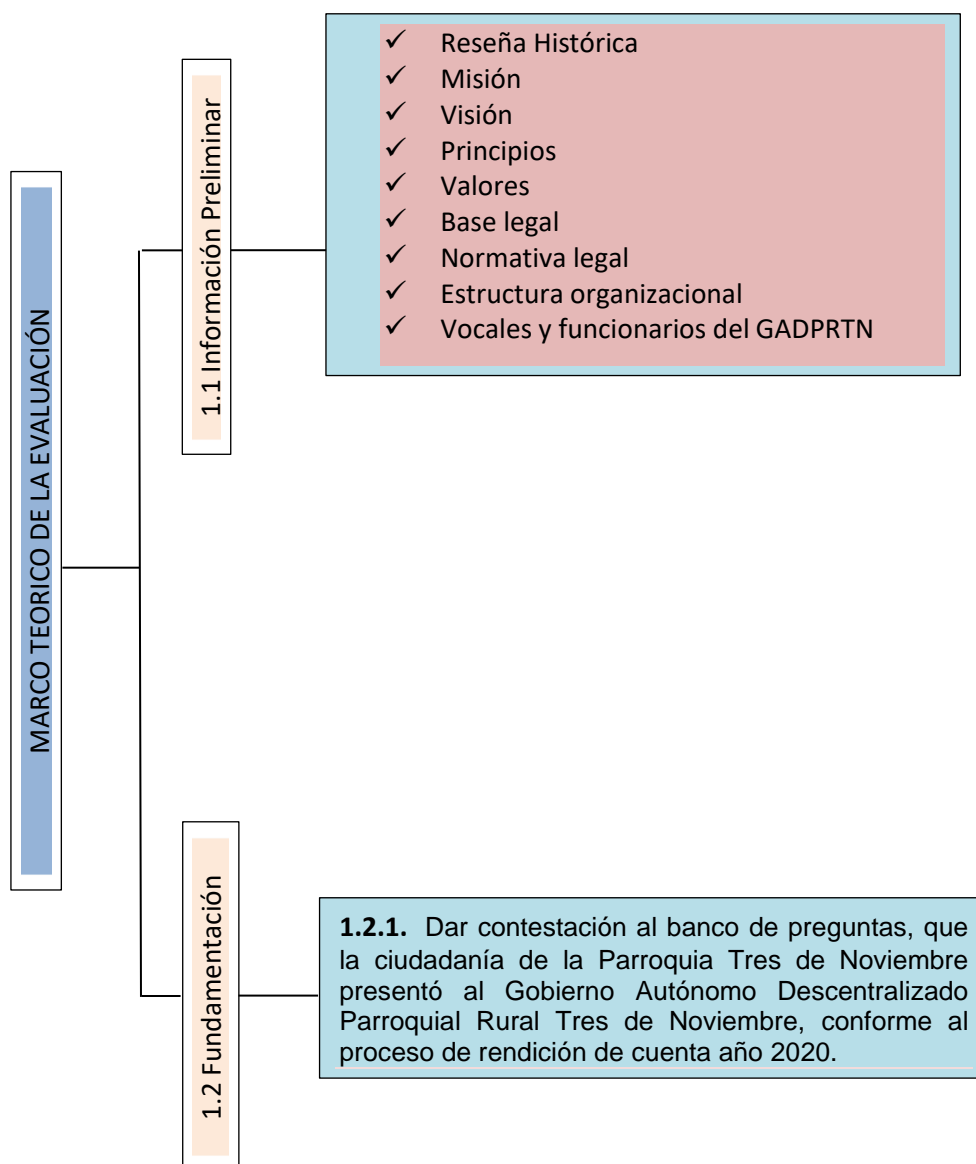 MARCO TEORICO DE LA EVALUACIÓN
1.1 Información Preliminar
✓ Reseña Histórica
✓ Misión
✓ Visión
✓ Principios
✓ Valores
✓ Base legal
✓ Normativa legal
✓ Estructura organizacional
✓ Vocales y funcionarios del GADPRTN
1.2 Fundamentación
1.2.1. Dar contestación al banco de preguntas, que
la ciudadanía de la Parroquia Tres de Noviembre
presentó al Gobierno Autónomo Descentralizado
Parroquial Rural Tres de Noviembre, conforme al
proceso de rendición de cuenta año 2020.